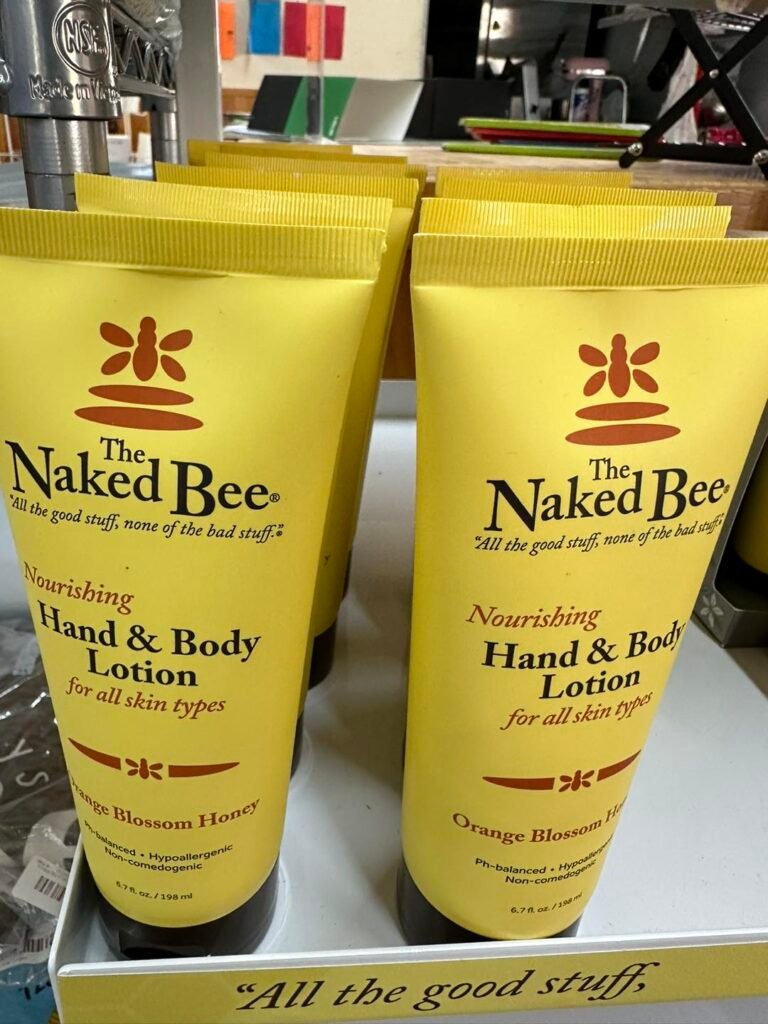 NSF
Made in
The
Naked Bee®
"All the good stuff, none of the bad stuff."®
Nourishing
Hand & Body
Lotion
for all skin types
Orange Blossom Honey
Ph-balanced • Hypoallergenic
Non-comedogenic
6.7 fl. oz. / 198 ml
The
Naked Bee®
"All the good stuff, none of the bad stuff."
Nourishing
Hand & Body
Lotion
for all skin types
Orange Blossom Ho
Ph-balanced • Hypoallergenic
Non-comedogenic
6.7 fl. oz. / 198 ml
"All the good stuff,